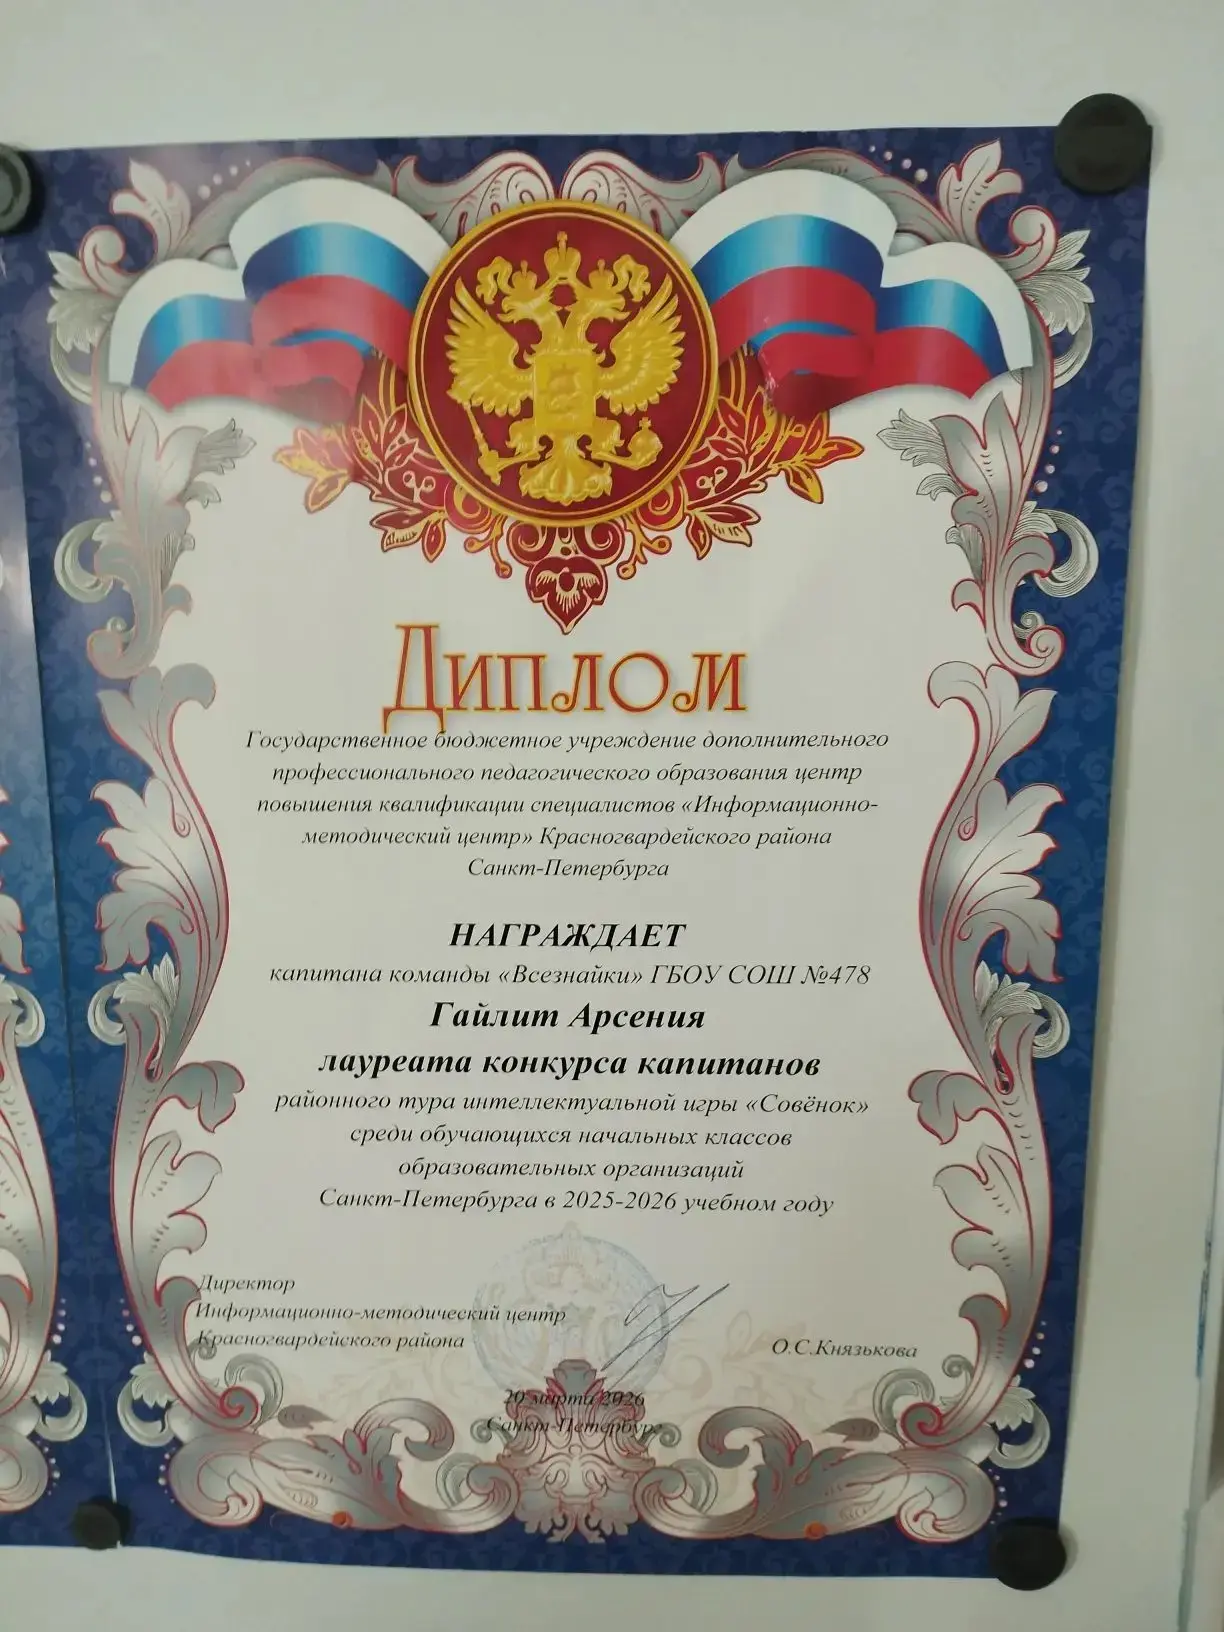 Диплом
Государственное бюджетное учреждение дополнительного
профессионального педагогического образования центр
повышения квалификации специалистов «Информационно-
методический центр» Красногвардейского района
Санкт-Петербурга
НАГРАЖДАЕТ
капитана команды «Всезнайки» ГБОУ СОШ №478
Гайлит Арсения
лауреата конкурса капитанов
районного тура интеллектуальной игры «Совёнок»
среди обучающихся начальных классов
образовательных организаций
Санкт-Петербурга в 2025-2026 учебном году
Директор
Информационно-методический центр
Красногвардейского района
О.С.Князькова
20 марта 2026
Санкт-Петербург